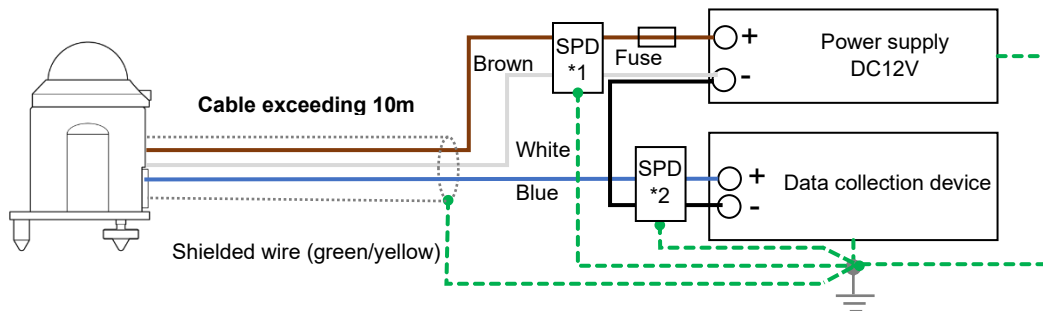 SPD
*1
Fuse
+
-
Power supply
DC12V
Brown
Cable exceeding 10m
White
Blue
SPD
*2
+
-
Data collection device
Shielded wire (green/yellow)